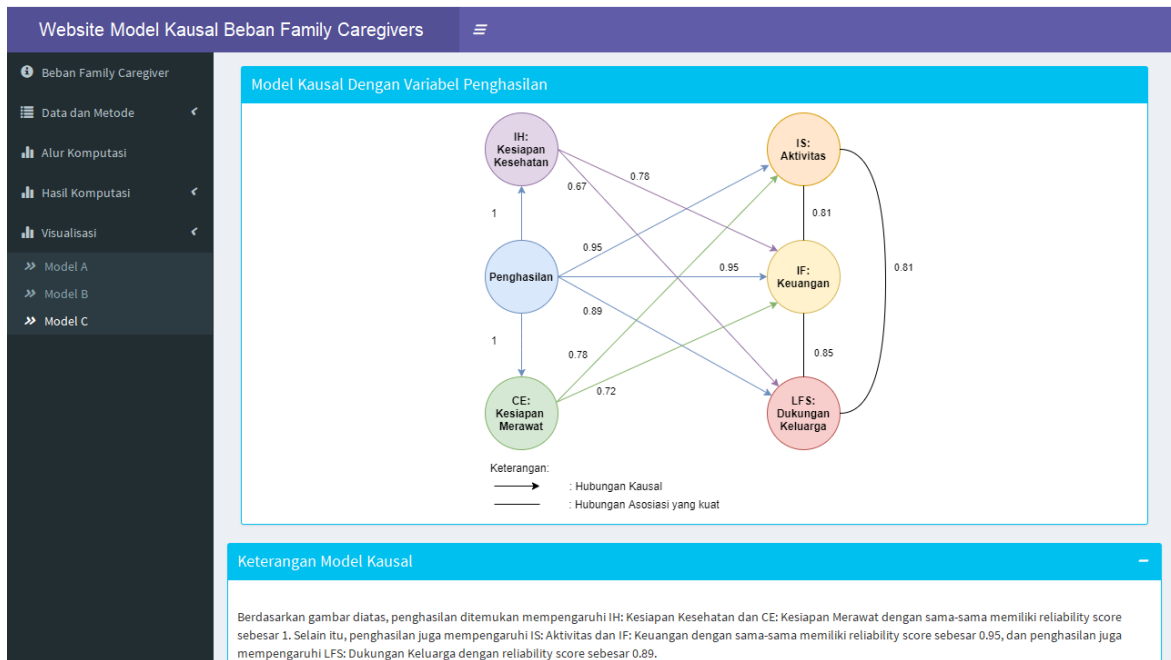 Website Model Kausal Beban Family Caregivers
Beban Family Caregiver
Data dan Metode
Alur Komputasi
Hasil Komputasi
Visualisasi
Model A
Model B
Model C
Model Kausal Dengan Variabel Penghasilan
IH:
Kesiapan
Kesehatan
IS:
Aktivitas
0.78
0.67
1
0.81
0.95
Penghasilan
0.95
IF:
Keuangan
0.81
0.89
1
0.78
0.85
0.72
CE:
Kesiapan
Merawat
LFS:
Dukungan
Keluarga
Keterangan:
: Hubungan Kausal
: Hubungan Asosiasi yang kuat
Keterangan Model Kausal
Berdasarkan gambar diatas, penghasilan ditemukan mempengaruhi IH: Kesiapan Kesehatan dan CE: Kesiapan Merawat dengan sama-sama memiliki reliability score
sebesar 1. Selain itu, penghasilan juga mempengaruhi IS: Aktivitas dan IF: Keuangan dengan sama-sama memiliki reliability score sebesar 0.95, dan penghasilan juga
mempengaruhi LFS: Dukungan Keluarga dengan reliability score sebesar 0.89.